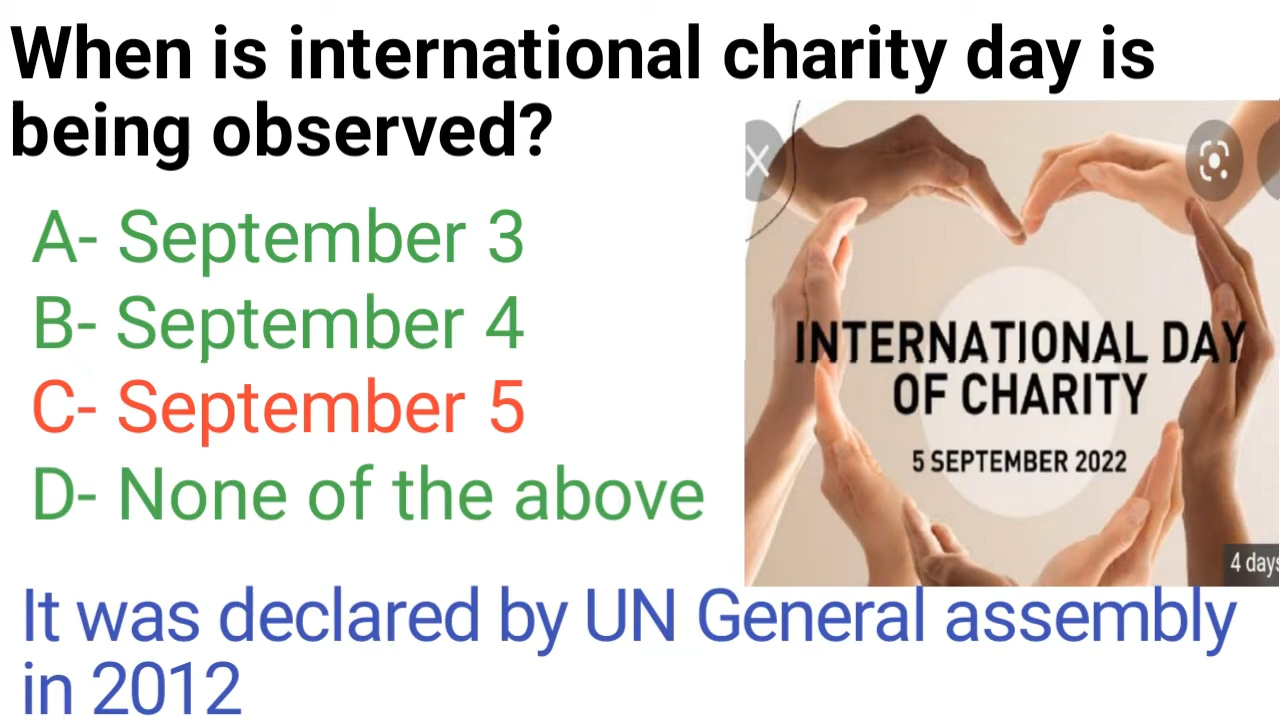 When is international charity day is
being observed?
A- September 3
B- September 4
C- September 5
D- None of the above
INTERNATIONAL DAY
OF CHARITY
5 SEPTEMBER 2022
4 days
It was declared by UN General assembly
in 2012